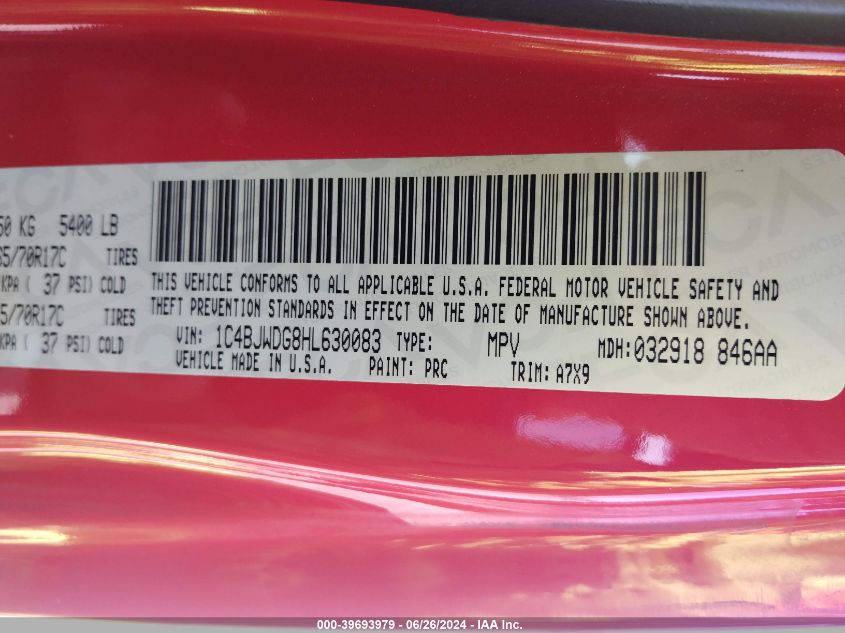 50 KG 5400 LB
5/70R17C TIRES
KPA ( 37 PSI) COLD
5/70R17C TIRES
KPA ( 37 PSI) COLD
THIS VEHICLE CONFORMS TO ALL APPLICABLE U.S.A. FEDERAL MOTOR VEHICLE SAFETY AND
THEFT PREVENTION STANDARDS IN EFFECT ON THE DATE OF MANUFACTURE SHOWN ABOVE.
VIN: 1C4BJWDG8HL630083 TYPE: MPV MDH:032918 846AA
VEHICLE MADE IN U.S.A. PAINT: PRC TRIM: A7X9
000-39693979 - 06/26/2024 - IAA Inc.